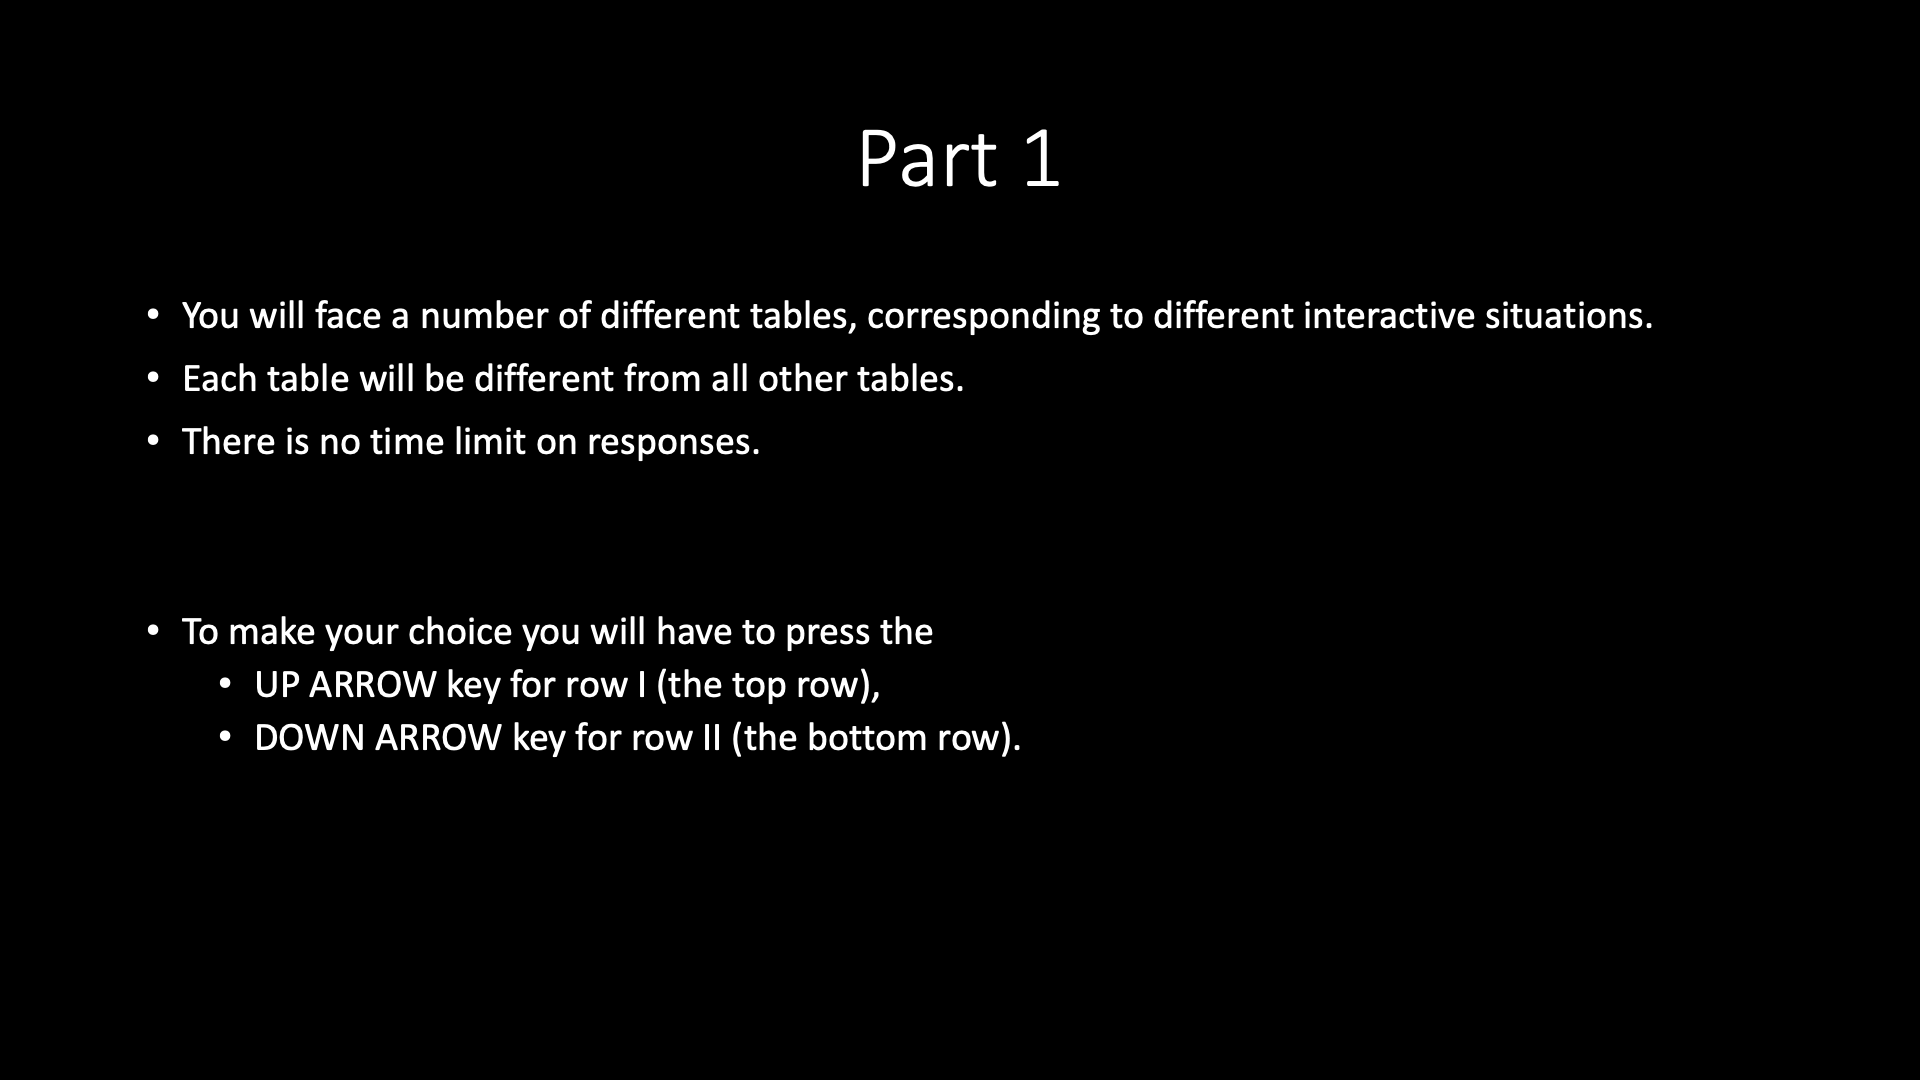 Part 1
• You will face a number of different tables, corresponding to different interactive situations.
• Each table will be different from all other tables.
• There is no time limit on responses.
• To make your choice you will have to press the
• UP ARROW key for row I (the top row),
• DOWN ARROW key for row II (the bottom row).